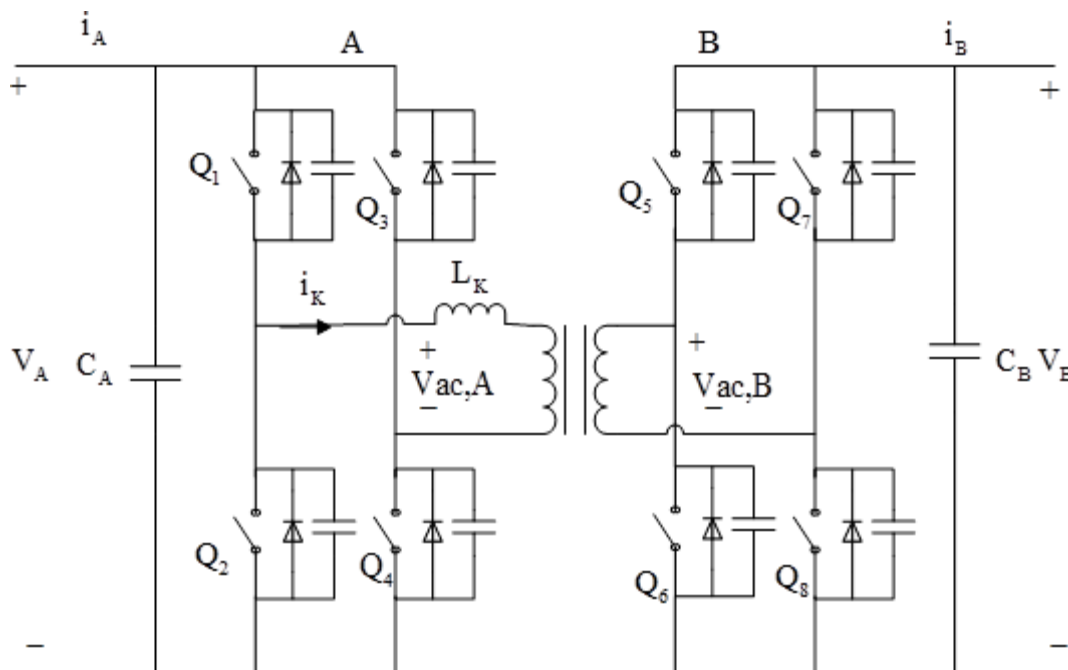 i_A A B i_B
+ +
Q_1 Q_3 Q_5 Q_7
L_K
i_K
V_A C_A + Vac,A − + Vac,B − C_B V_B
Q_2 Q_4 Q_6 Q_8
− −